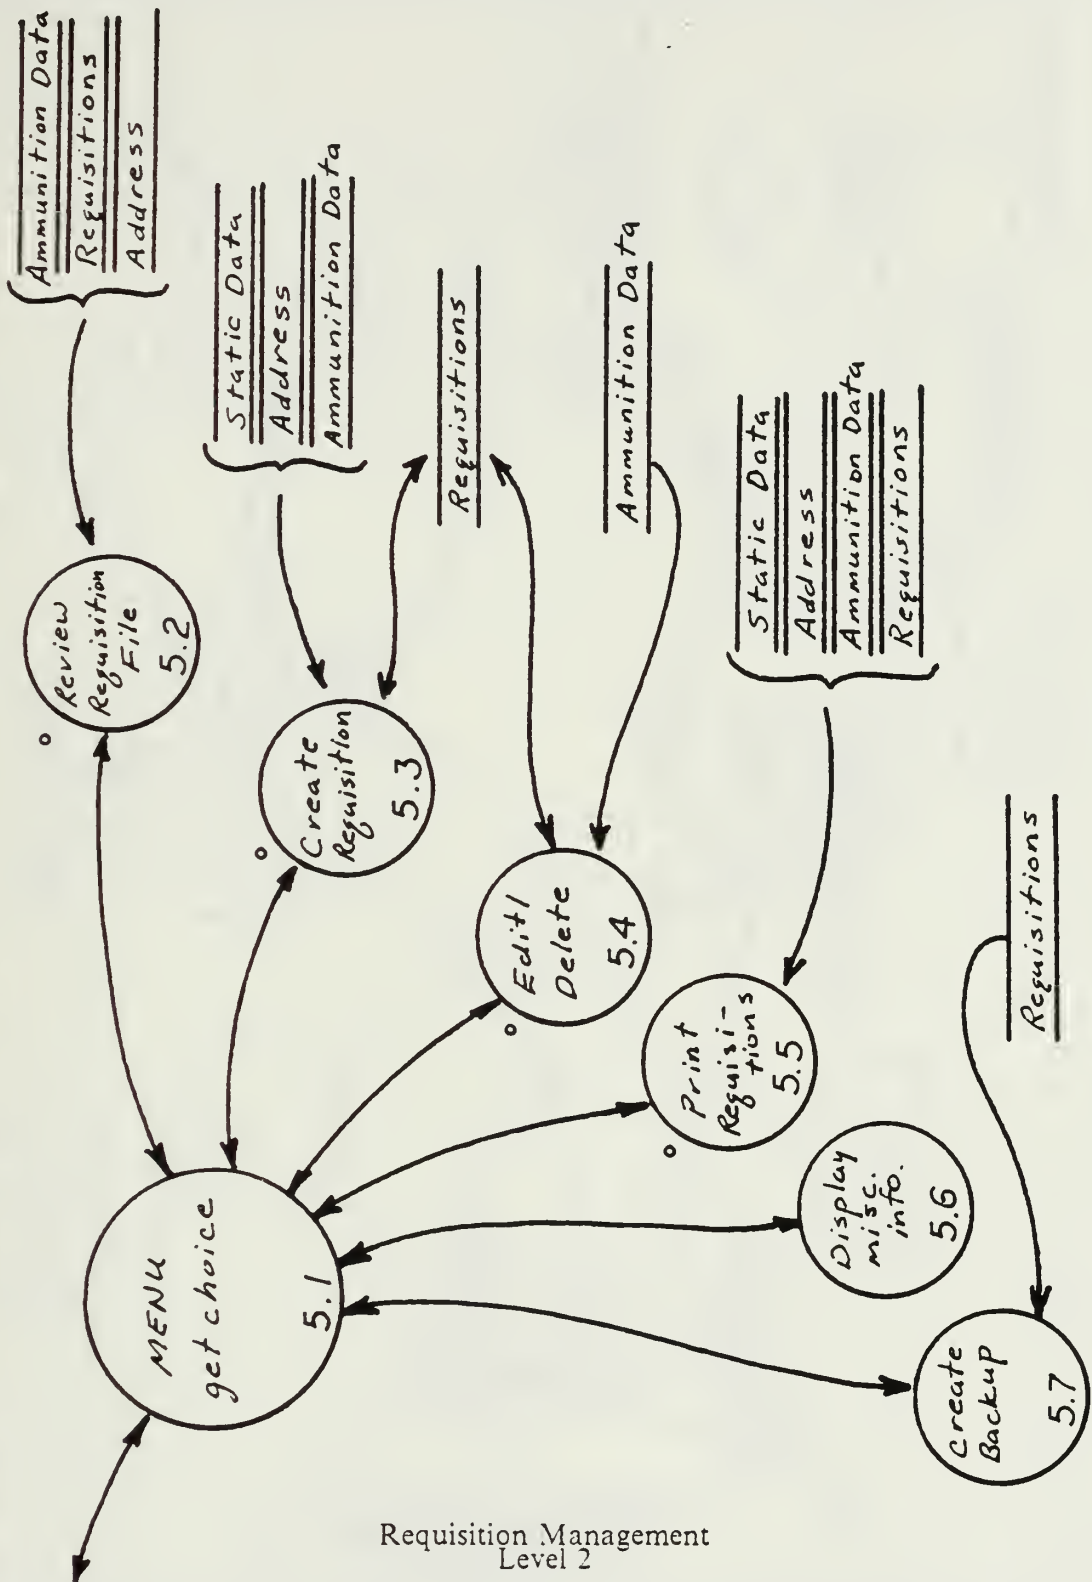 Ammunition Data
Requisitions
Address
Review
Requisition
File
5.2
Static Data
Address
Ammunition Data
Create
Requisition
5.3
Requisitions
Edit/
Delete
5.4
Ammunition Data
Static Data
Address
Ammunition Data
Requisitions
Print
Requisi-
tions
5.5
MENU
get choice
5.1
Display
misc.
info.
5.6
Requisitions
Create
Backup
5.7
Requisition Management
Level 2